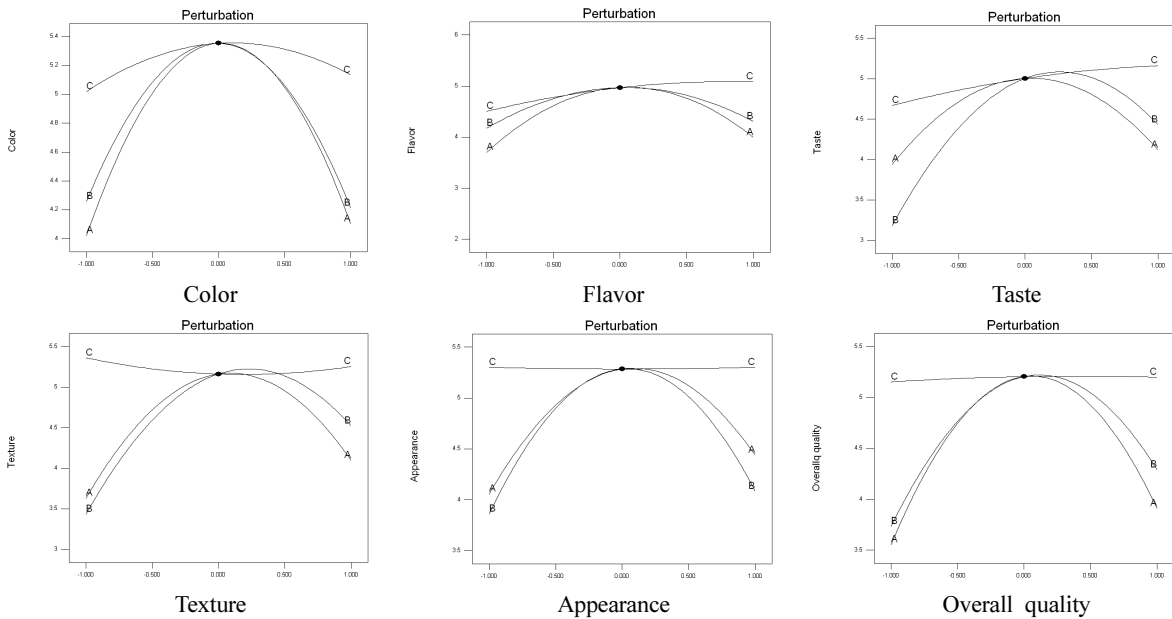 Perturbation
5.4
5.2
5
4.8
4.6
4.4
4.2
4
Color
C
C
B
B
A
A
-1.000
-0.500
0.000
0.500
1.000
Color
Perturbation
6
5
4
3
2
Flavor
C
C
B
B
A
A
-1.000
-0.500
0.000
0.500
1.000
Flavor
Perturbation
5.5
5
4.5
4
3.5
3
Taste
C
C
B
A
A
B
-1.000
-0.500
0.000
0.500
1.000
Taste
Perturbation
5.5
5
4.5
4
3.5
3
Texture
C
C
B
A
A
B
-1.000
-0.500
0.000
0.500
1.000
Texture
Perturbation
5.5
5
4.5
4
3.5
Appearance
C
C
A
A
B
B
-1.000
-0.500
0.000
0.500
1.000
Appearance
Perturbation
5.5
5
4.5
4
3.5
Overallq quality
C
C
B
B
A
A
-1.000
-0.500
0.000
0.500
1.000
Overall quality